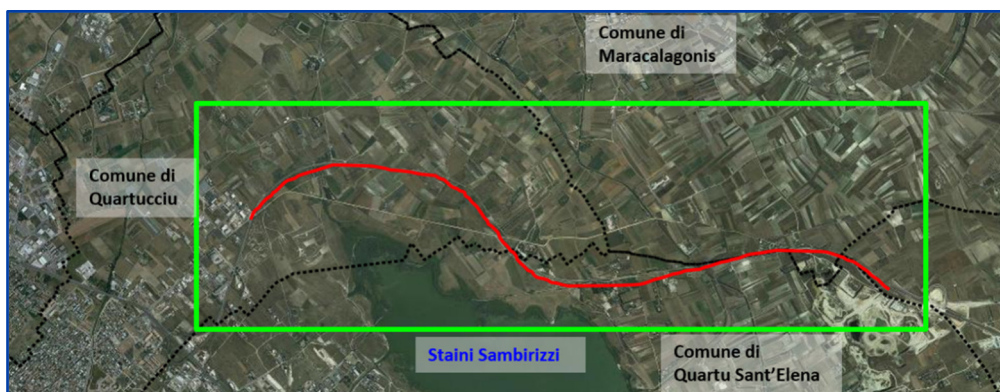 Comune di
Maracalagonis
Comune di
Quartucciu
Staini Sambirizzi
Comune di
Quartu Sant'Elena